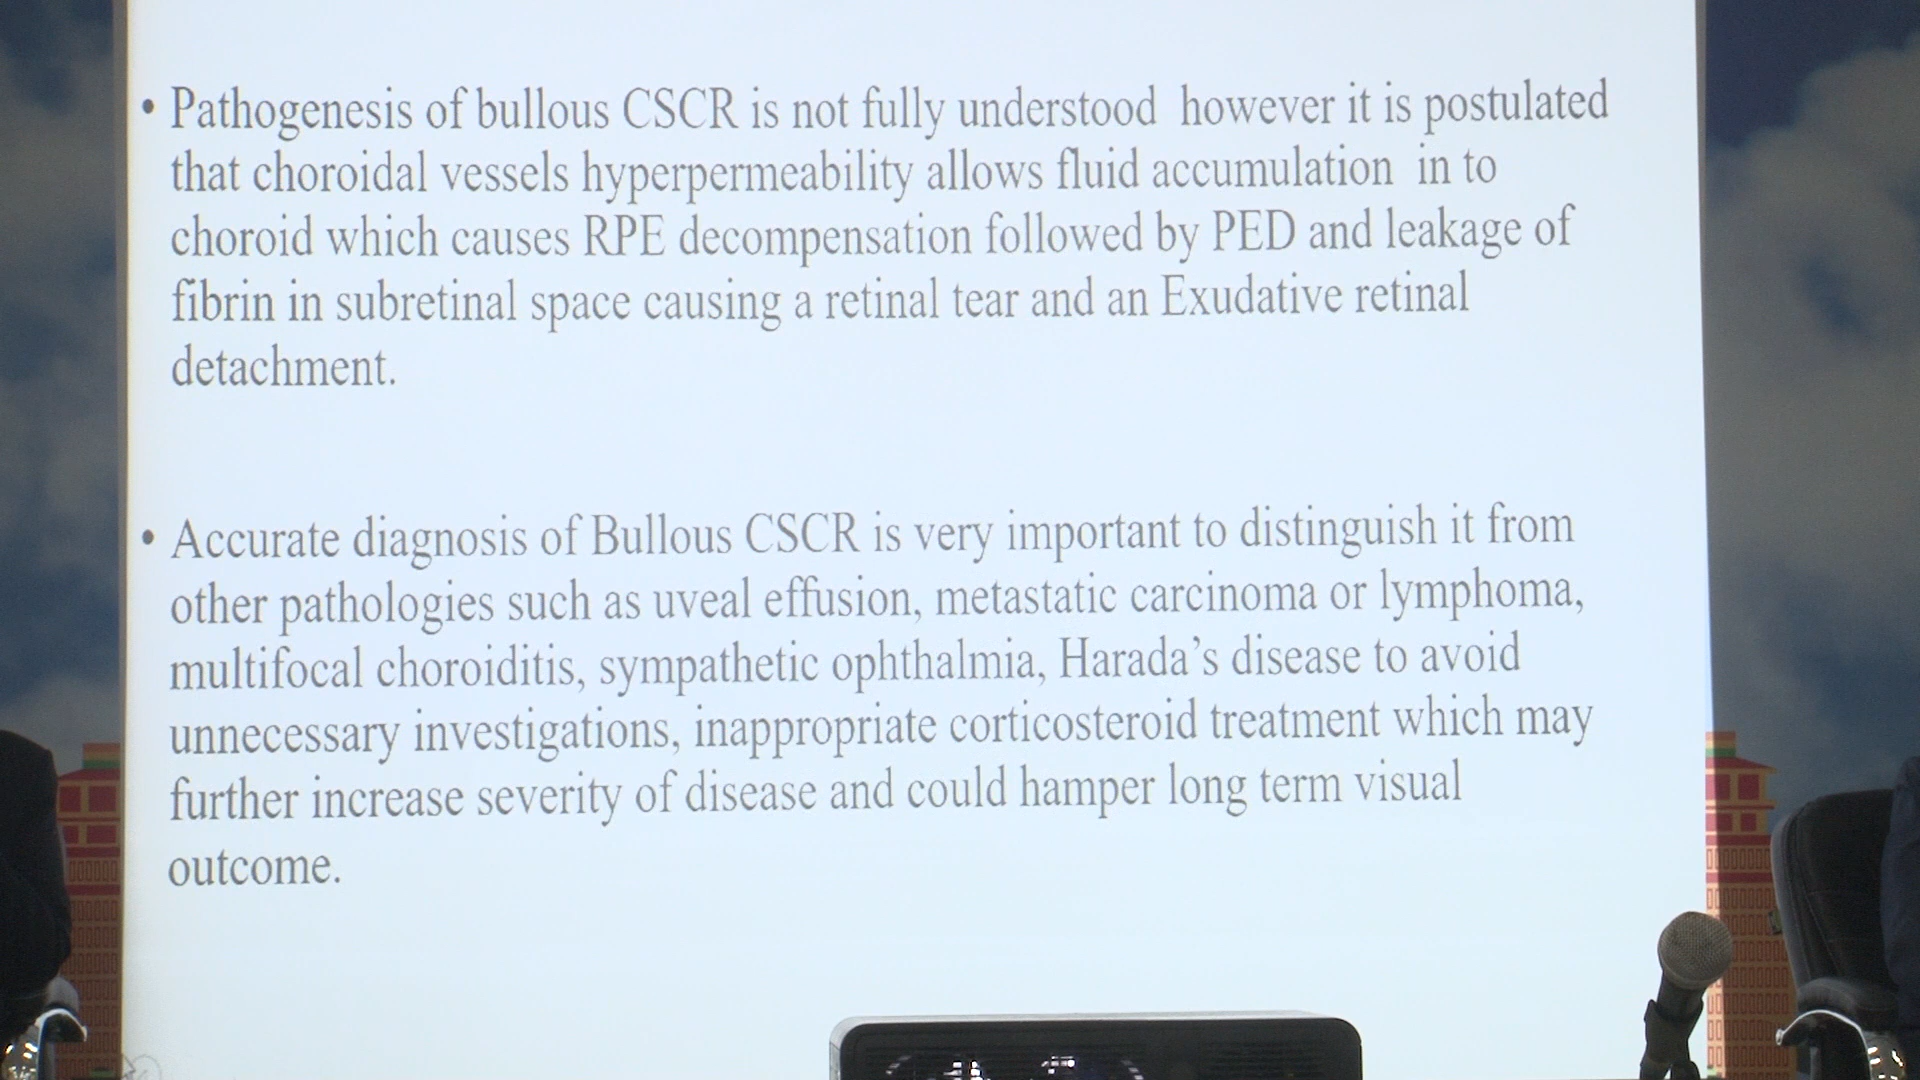 • Pathogenesis of bullous CSCR is not fully understood however it is postulated
that choroidal vessels hyperpermeability allows fluid accumulation in to
choroid which causes RPE decompensation followed by PED and leakage of
fibrin in subretinal space causing a retinal tear and an Exudative retinal
detachment.
• Accurate diagnosis of Bullous CSCR is very important to distinguish it from
other pathologies such as uveal effusion, metastatic carcinoma or lymphoma,
multifocal choroiditis, sympathetic ophthalmia, Harada’s disease to avoid
unnecessary investigations, inappropriate corticosteroid treatment which may
further increase severity of disease and could hamper long term visual
outcome.